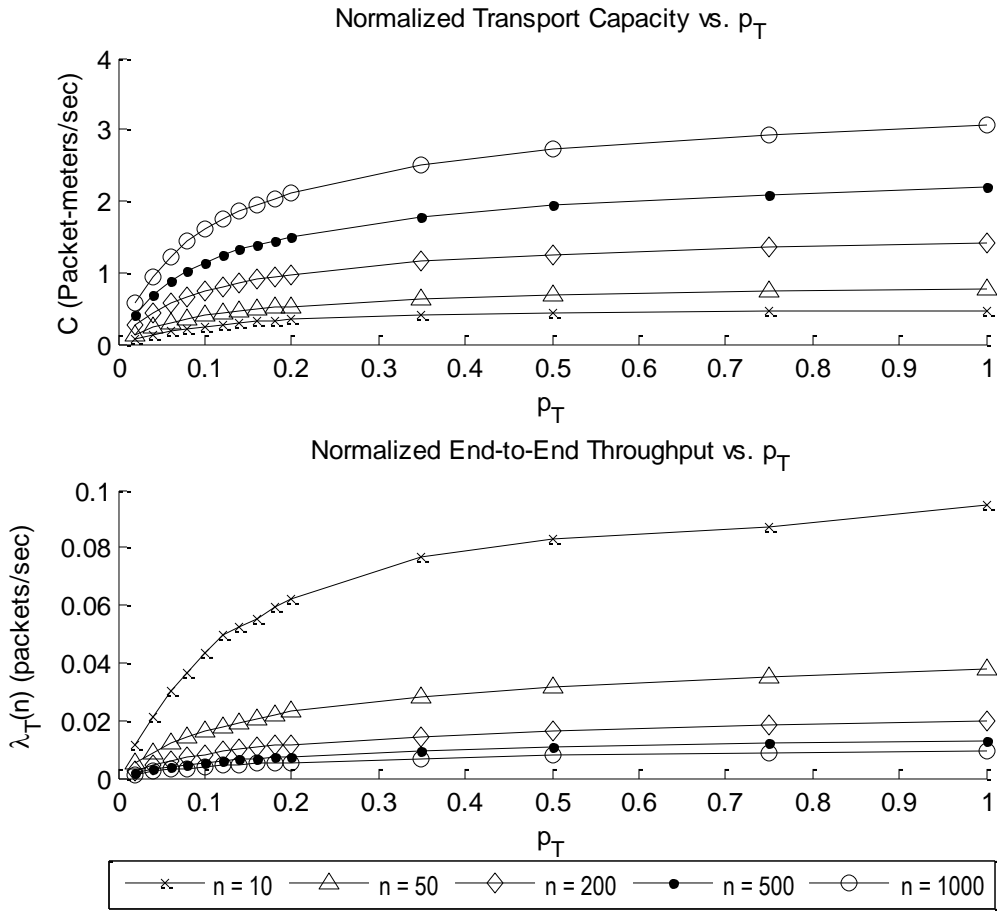 Normalized Transport Capacity vs. p_T
C (Packet-meters/sec)
4
3
2
1
0
0 0.1 0.2 0.3 0.4 0.5 0.6 0.7 0.8 0.9 1
p_T
Normalized End-to-End Throughput vs. p_T
λ_T(n) (packets/sec)
0.1
0.08
0.06
0.04
0.02
0
0 0.1 0.2 0.3 0.4 0.5 0.6 0.7 0.8 0.9 1
p_T
n = 10 n = 50 n = 200 n = 500 n = 1000